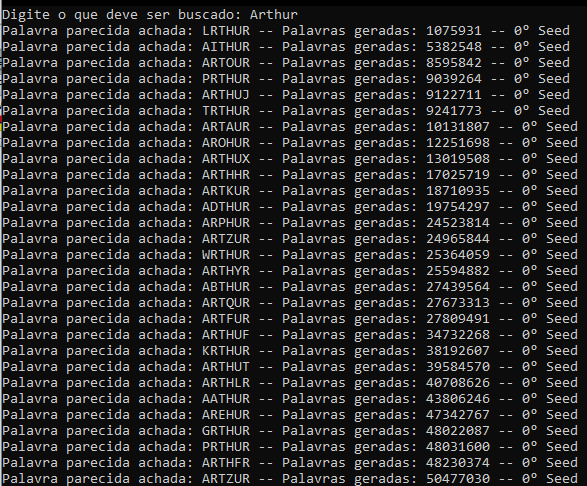 Digite o que deve ser buscado: Arthur
Palavra parecida achada: LRTHUR -- Palavras geradas: 1075931 -- 0º Seed
Palavra parecida achada: AITHUR -- Palavras geradas: 5382548 -- 0º Seed
Palavra parecida achada: ARTOUR -- Palavras geradas: 8595842 -- 0º Seed
Palavra parecida achada: PRTHUR -- Palavras geradas: 9039264 -- 0º Seed
Palavra parecida achada: ARTHUJ -- Palavras geradas: 9122711 -- 0º Seed
Palavra parecida achada: TRTHUR -- Palavras geradas: 9241773 -- 0º Seed
Palavra parecida achada: ARTAUR -- Palavras geradas: 10131807 -- 0º Seed
Palavra parecida achada: AROHUR -- Palavras geradas: 12251698 -- 0º Seed
Palavra parecida achada: ARTHUX -- Palavras geradas: 13019508 -- 0º Seed
Palavra parecida achada: ARTHHR -- Palavras geradas: 17025719 -- 0º Seed
Palavra parecida achada: ARTKUR -- Palavras geradas: 18710935 -- 0º Seed
Palavra parecida achada: ADTHUR -- Palavras geradas: 19754297 -- 0º Seed
Palavra parecida achada: ARPHUR -- Palavras geradas: 24523814 -- 0º Seed
Palavra parecida achada: ARTZUR -- Palavras geradas: 24965844 -- 0º Seed
Palavra parecida achada: WRTHUR -- Palavras geradas: 25364059 -- 0º Seed
Palavra parecida achada: ARTHYR -- Palavras geradas: 25594882 -- 0º Seed
Palavra parecida achada: ABTHUR -- Palavras geradas: 27439564 -- 0º Seed
Palavra parecida achada: ARTQUR -- Palavras geradas: 27673313 -- 0º Seed
Palavra parecida achada: ARTFUR -- Palavras geradas: 27809491 -- 0º Seed
Palavra parecida achada: ARTHUF -- Palavras geradas: 34732268 -- 0º Seed
Palavra parecida achada: KRTHUR -- Palavras geradas: 38192607 -- 0º Seed
Palavra parecida achada: ARTHUT -- Palavras geradas: 39584570 -- 0º Seed
Palavra parecida achada: ARTHLR -- Palavras geradas: 40708626 -- 0º Seed
Palavra parecida achada: AATHUR -- Palavras geradas: 43806246 -- 0º Seed
Palavra parecida achada: AREHUR -- Palavras geradas: 47342767 -- 0º Seed
Palavra parecida achada: GRTHUR -- Palavras geradas: 48022087 -- 0º Seed
Palavra parecida achada: PRTHUR -- Palavras geradas: 48031600 -- 0º Seed
Palavra parecida achada: ARTHFR -- Palavras geradas: 48230374 -- 0º Seed
Palavra parecida achada: ARTZUR -- Palavras geradas: 50477030 -- 0º Seed